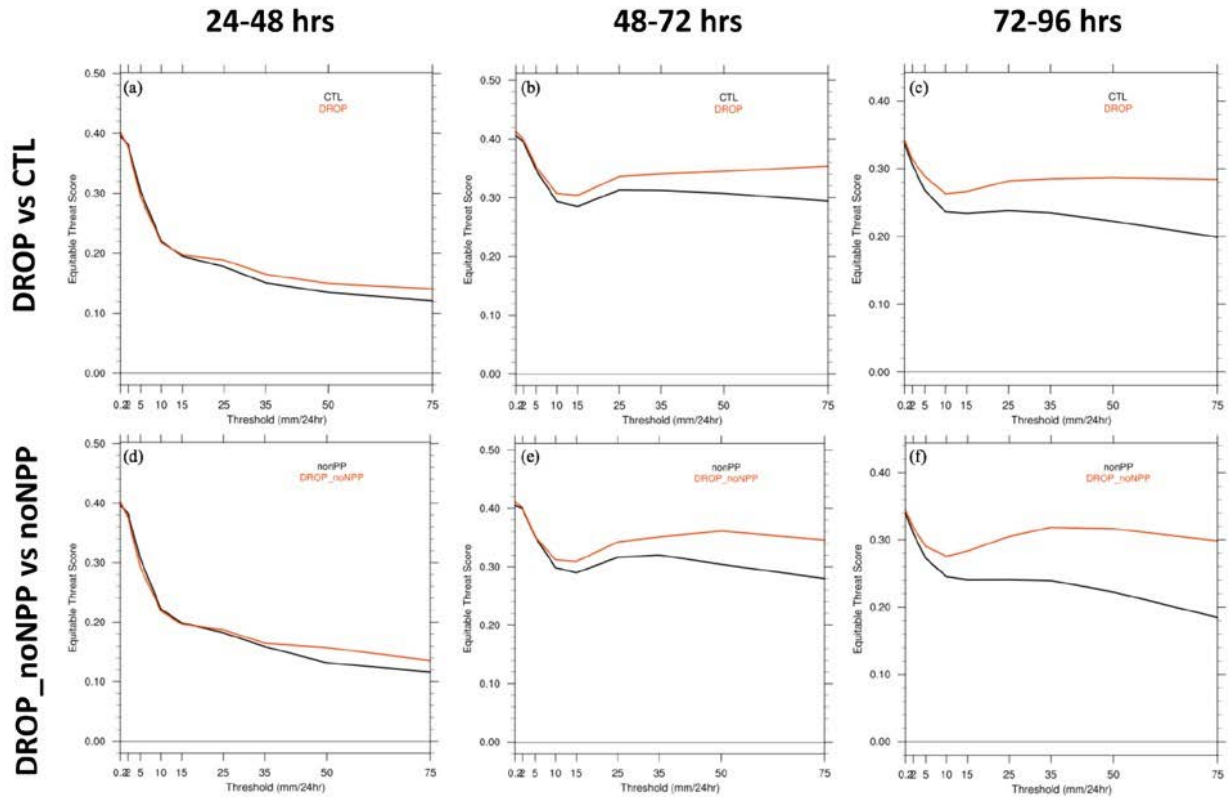 24-48 hrs
48-72 hrs
72-96 hrs
DROP vs CTL
(a)
CTL
DROP
Equitable Threat Score
0.50
0.40
0.30
0.20
0.10
0.00
0.2 2 5 10 15 25 35 50 75
Threshold (mm/24hr)
(b)
CTL
DROP
Equitable Threat Score
0.50
0.40
0.30
0.20
0.10
0.00
0.2 2 5 10 15 25 35 50 75
Threshold (mm/24hr)
(c)
CTL
DROP
Equitable Threat Score
0.40
0.30
0.20
0.10
0.00
0.2 2 5 10 15 25 35 50 75
Threshold (mm/24hr)
DROP_noNPP vs noNPP
(d)
nonPP
DROP_noNPP
Equitable Threat Score
0.50
0.40
0.30
0.20
0.10
0.00
0.2 2 5 10 15 25 35 50 75
Threshold (mm/24hr)
(e)
nonPP
DROP_noNPP
Equitable Threat Score
0.50
0.40
0.30
0.20
0.10
0.00
0.2 2 5 10 15 25 35 50 75
Threshold (mm/24hr)
(f)
nonPP
DROP_noNPP
Equitable Threat Score
0.40
0.30
0.20
0.10
0.00
0.2 2 5 10 15 25 35 50 75
Threshold (mm/24hr)